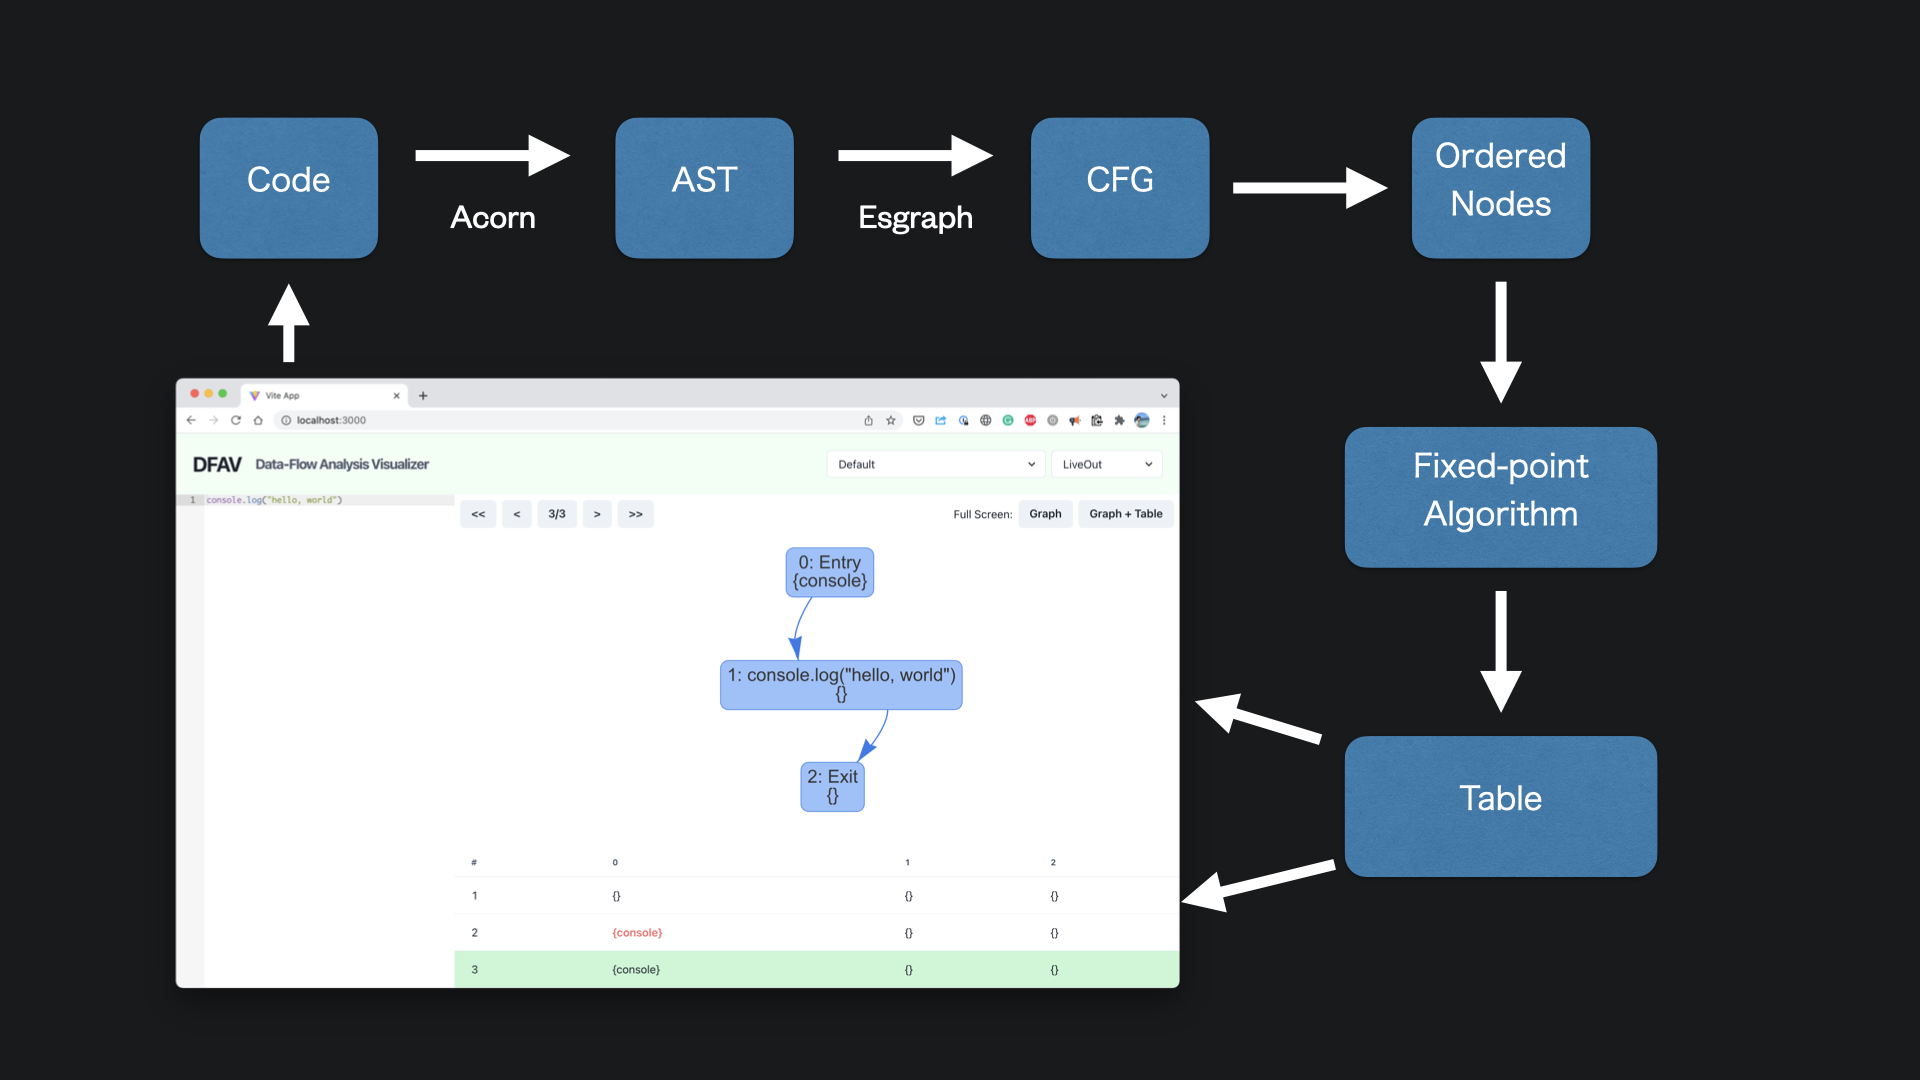 Code
Acorn
AST
Esgraph
CFG
Ordered
Nodes
Fixed-point
Algorithm
Table
Vite App
localhost:3000
ABP
DFAV
Data-Flow Analysis Visualizer
Default
LiveOut
1 console.log("hello, world")
<<
<
3/3
>
>>
Full Screen:
Graph
Graph + Table
0: Entry
{console}
1: console.log("hello, world")
{}
2: Exit
{}
# 0 1 2
1 {} {} {}
2 {console} {} {}
3 {console} {} {}